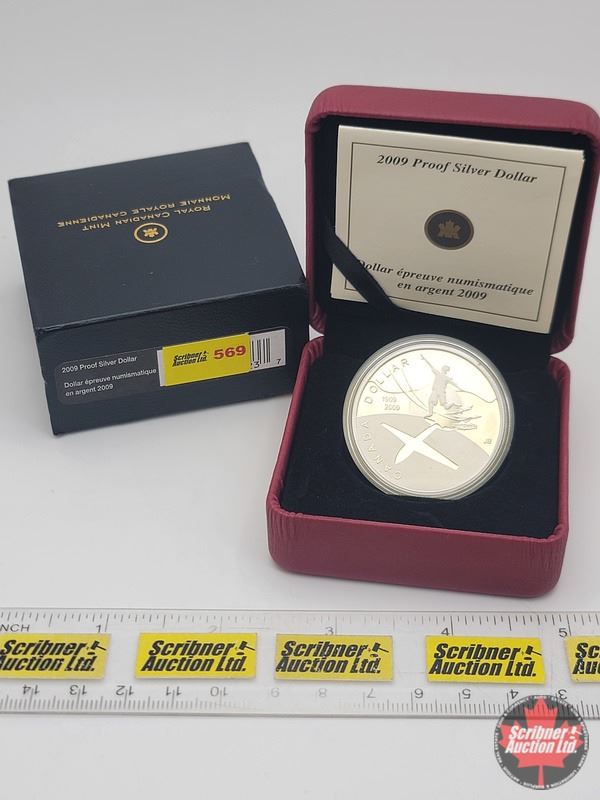 2009 Proof Silver Dollar
Dollar épreuve numismatique
en argent 2009
ROYAL CANADIAN MINT
MONNAIE ROYALE CANADIENNE
2009 Proof Silver Dollar
Dollar épreuve numismatique
en argent 2009
Scribner
Auction Ltd.
569
7
CANADA DOLLAR
1909
2009
JB
INCH 1 2 3 4 5
Scribner
Auction Ltd.
Scribner
Auction Ltd.
Scribner
Auction Ltd.
Scribner
Auction Ltd.
14 13 12 11 10 9 8 7 6 5 4 3
Scribner
Auction Ltd.